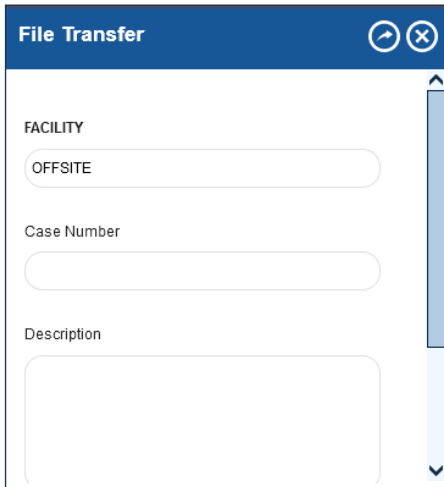 File Transfer
FACILITY
OFFSITE
Case Number
Description